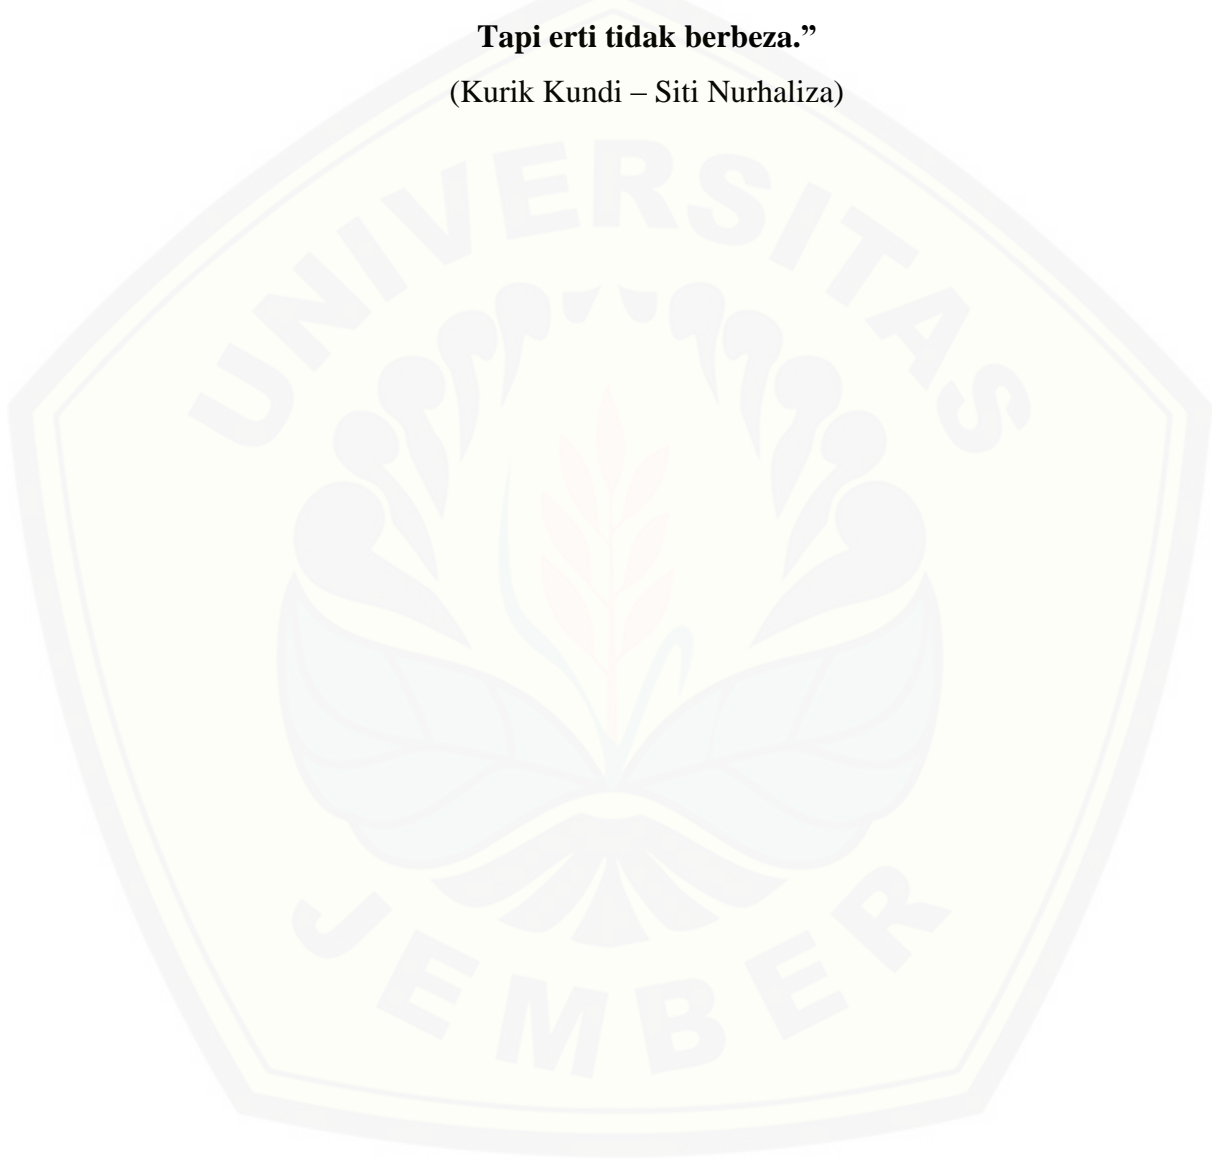 Tapi erti tidak berbeza.”
(Kurik Kundi – Siti Nurhaliza)
UNIVERSITAS
JEMBER